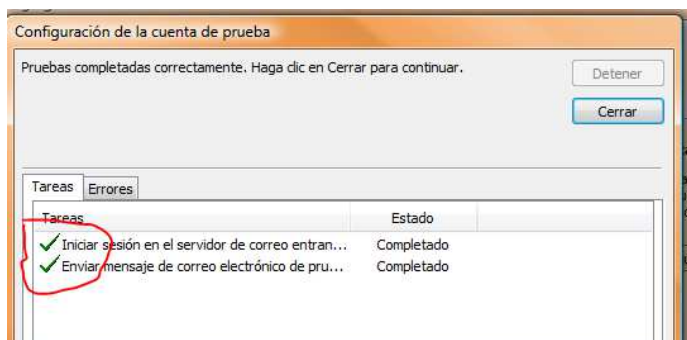 Configuración de la cuenta de prueba
Pruebas completadas correctamente. Haga clic en Cerrar para continuar.
Detener
Cerrar
Tareas Errores
Tareas Estado
Iniciar sesión en el servidor de correo entran... Completado
Enviar mensaje de correo electrónico de pru... Completado